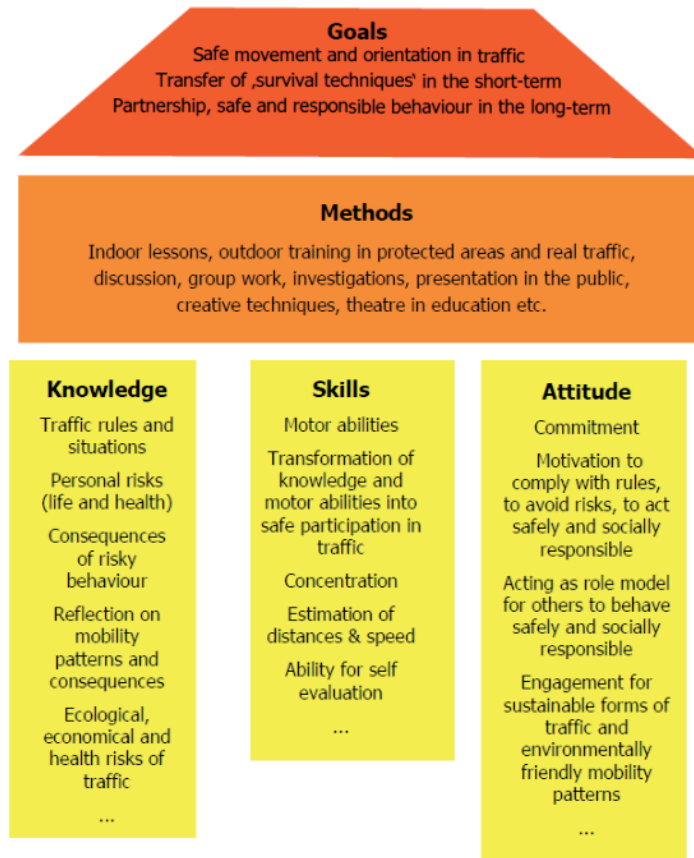 Goals
Safe movement and orientation in traffic
Transfer of ‚survival techniques‘ in the short-term
Partnership, safe and responsible behaviour in the long-term
Methods
Indoor lessons, outdoor training in protected areas and real traffic,
discussion, group work, investigations, presentation in the public,
creative techniques, theatre in education etc.
Knowledge
Traffic rules and
situations
Personal risks
(life and health)
Consequences
of risky
behaviour
Reflection on
mobility
patterns and
consequences
Ecological,
economical and
health risks of
traffic
...
Skills
Motor abilities
Transformation of
knowledge and
motor abilities into
safe participation in
traffic
Concentration
Estimation of
distances & speed
Ability for self
evaluation
...
Attitude
Commitment
Motivation to
comply with rules,
to avoid risks, to act
safely and socially
responsible
Acting as role model
for others to behave
safely and socially
responsible
Engagement for
sustainable forms of
traffic and
environmentally
friendly mobility
patterns
...